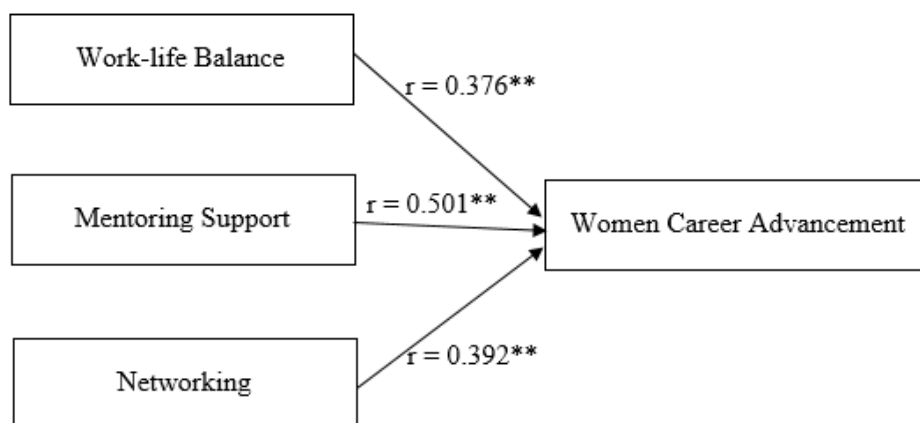 Work-life Balance
r = 0.376**
Mentoring Support
r = 0.501**
Women Career Advancement
Networking
r = 0.392**